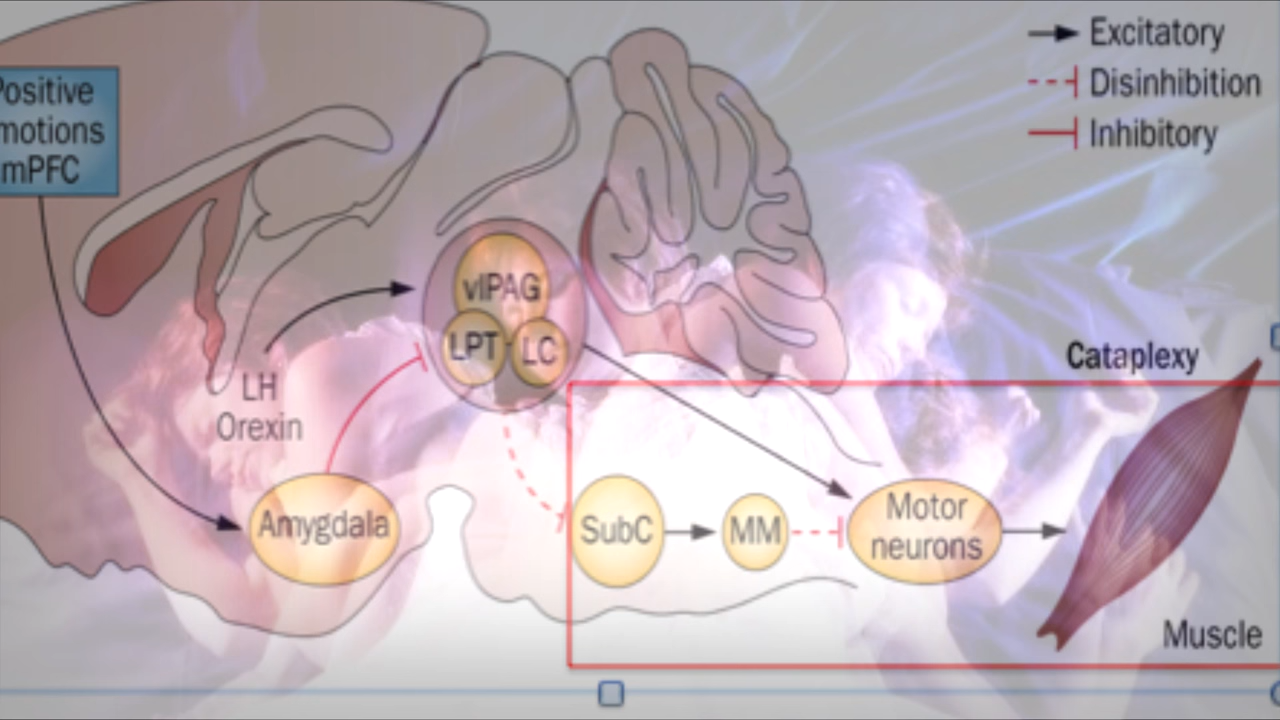 Positive
motions
mPFC
Excitatory
Disinhibition
Inhibitory
vlPAG
LPT
LC
LH
Orexin
Amygdala
SubC
MM
Motor
neurons
Cataplexy
Muscle